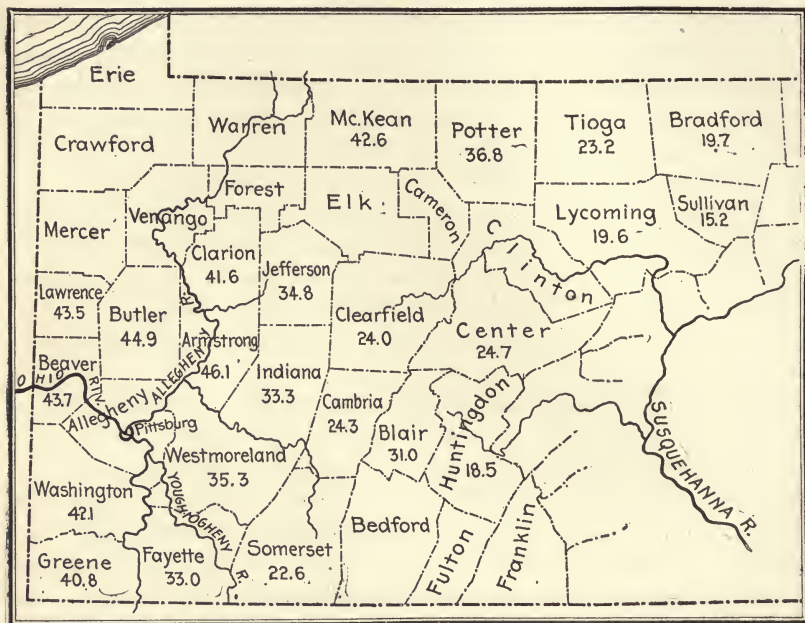 Erie
Crawford
Warren
Mc.Kean
42.6
Potter
36.8
Tioga
23.2
Bradford
19.7
Mercer
Venango
Forest
Elk
Cameron
Clinton
Lycoming
19.6
Sullivan
15.2
Clarion
41.6
Jefferson
34.8
Lawrence
43.5
Butler
44.9
Armstrong
46.1
Clearfield
24.0
Center
24.7
Beaver
43.7
OHIO
RIV.
Allegheny
ALLEGHENY
R.
Pittsburg
Indiana
33.3
Cambria
24.3
Blair
31.0
Huntingdon
18.5
SUSQUEHANNA R.
Westmoreland
35.3
Washington
42.1
YOUGHIOGHENY R.
Greene
40.8
Fayette
33.0
Somerset
22.6
Bedford
Fulton
Franklin